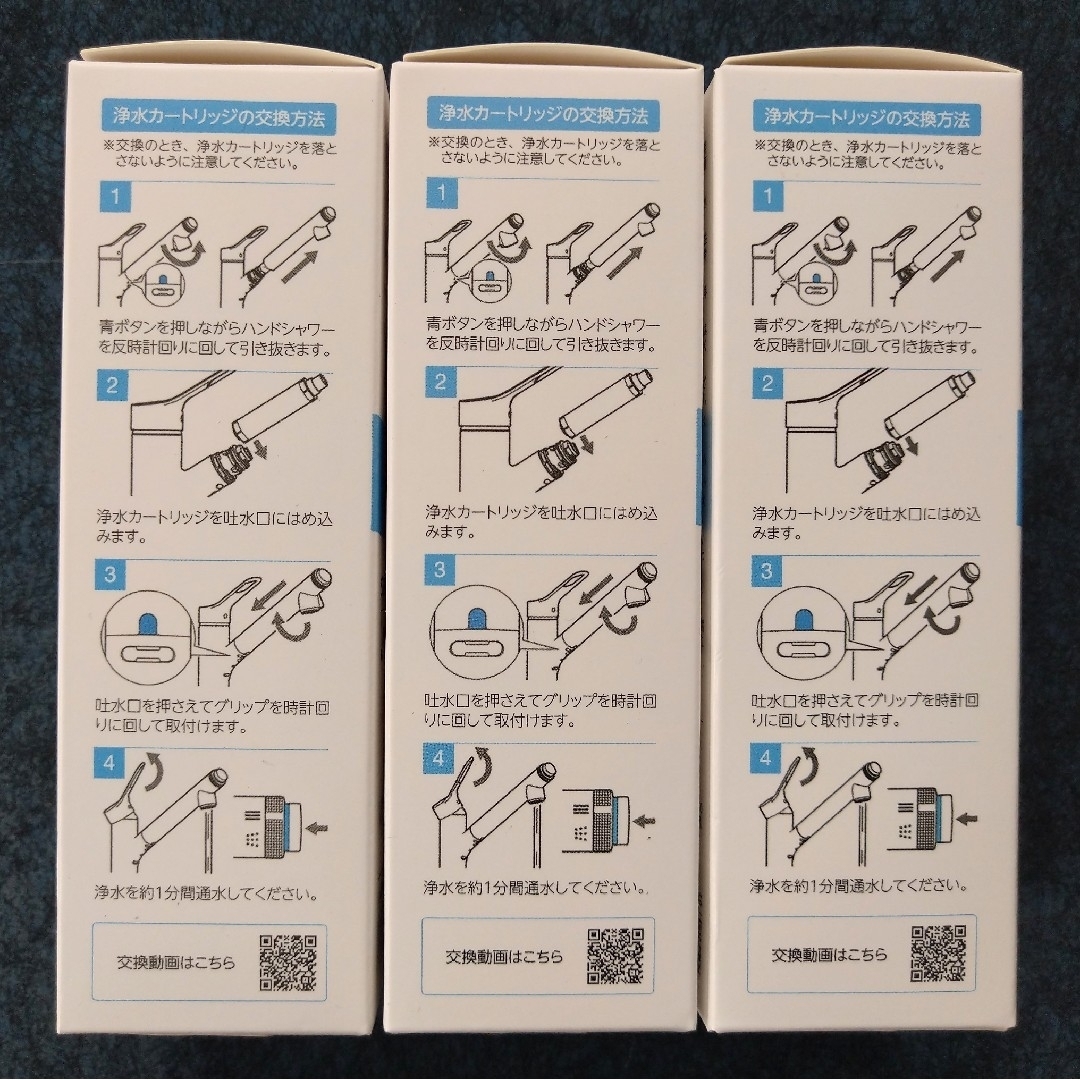 浄水カートリッジの交換方法
※交換のとき、浄水カートリッジを落と
さないように注意してください。
1
青ボタンを押しながらハンドシャワー
を反時計回りに回して引き抜きます。
2
浄水カートリッジを吐水口にはめ込
みます。
3
吐水口を押さえてグリップを時計回
りに回して取付けます。
4
浄水を約1分間通水してください。
交換動画はこちら
浄水カートリッジの交換方法
※交換のとき、浄水カートリッジを落と
さないように注意してください。
1
青ボタンを押しながらハンドシャワー
を反時計回りに回して引き抜きます。
2
浄水カートリッジを吐水口にはめ込
みます。
3
吐水口を押さえてグリップを時計回
りに回して取付けます。
4
浄水を約1分間通水してください。
交換動画はこちら
浄水カートリッジの交換方法
※交換のとき、浄水カートリッジを落と
さないように注意してください。
1
青ボタンを押しながらハンドシャワー
を反時計回りに回して引き抜きます。
2
浄水カートリッジを吐水口にはめ込
みます。
3
吐水口を押さえてグリップを時計回
りに回して取付けます。
4
浄水を約1分間通水してください。
交換動画はこちら